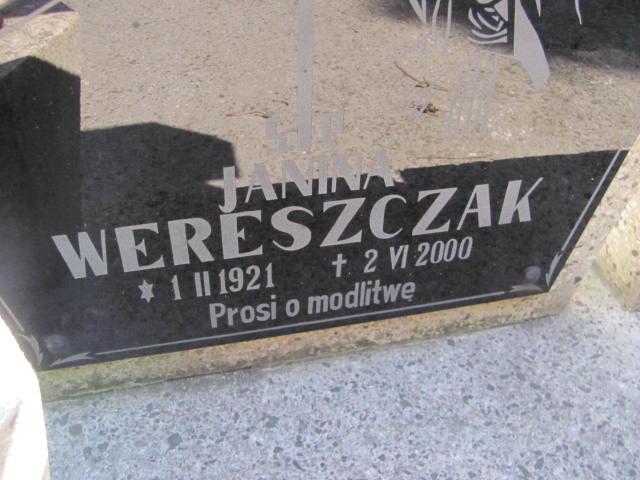 Ś P
JANINA
WERESZCZAK
* 1 II 1921 † 2 VI 2000
Prosi o modlitwę